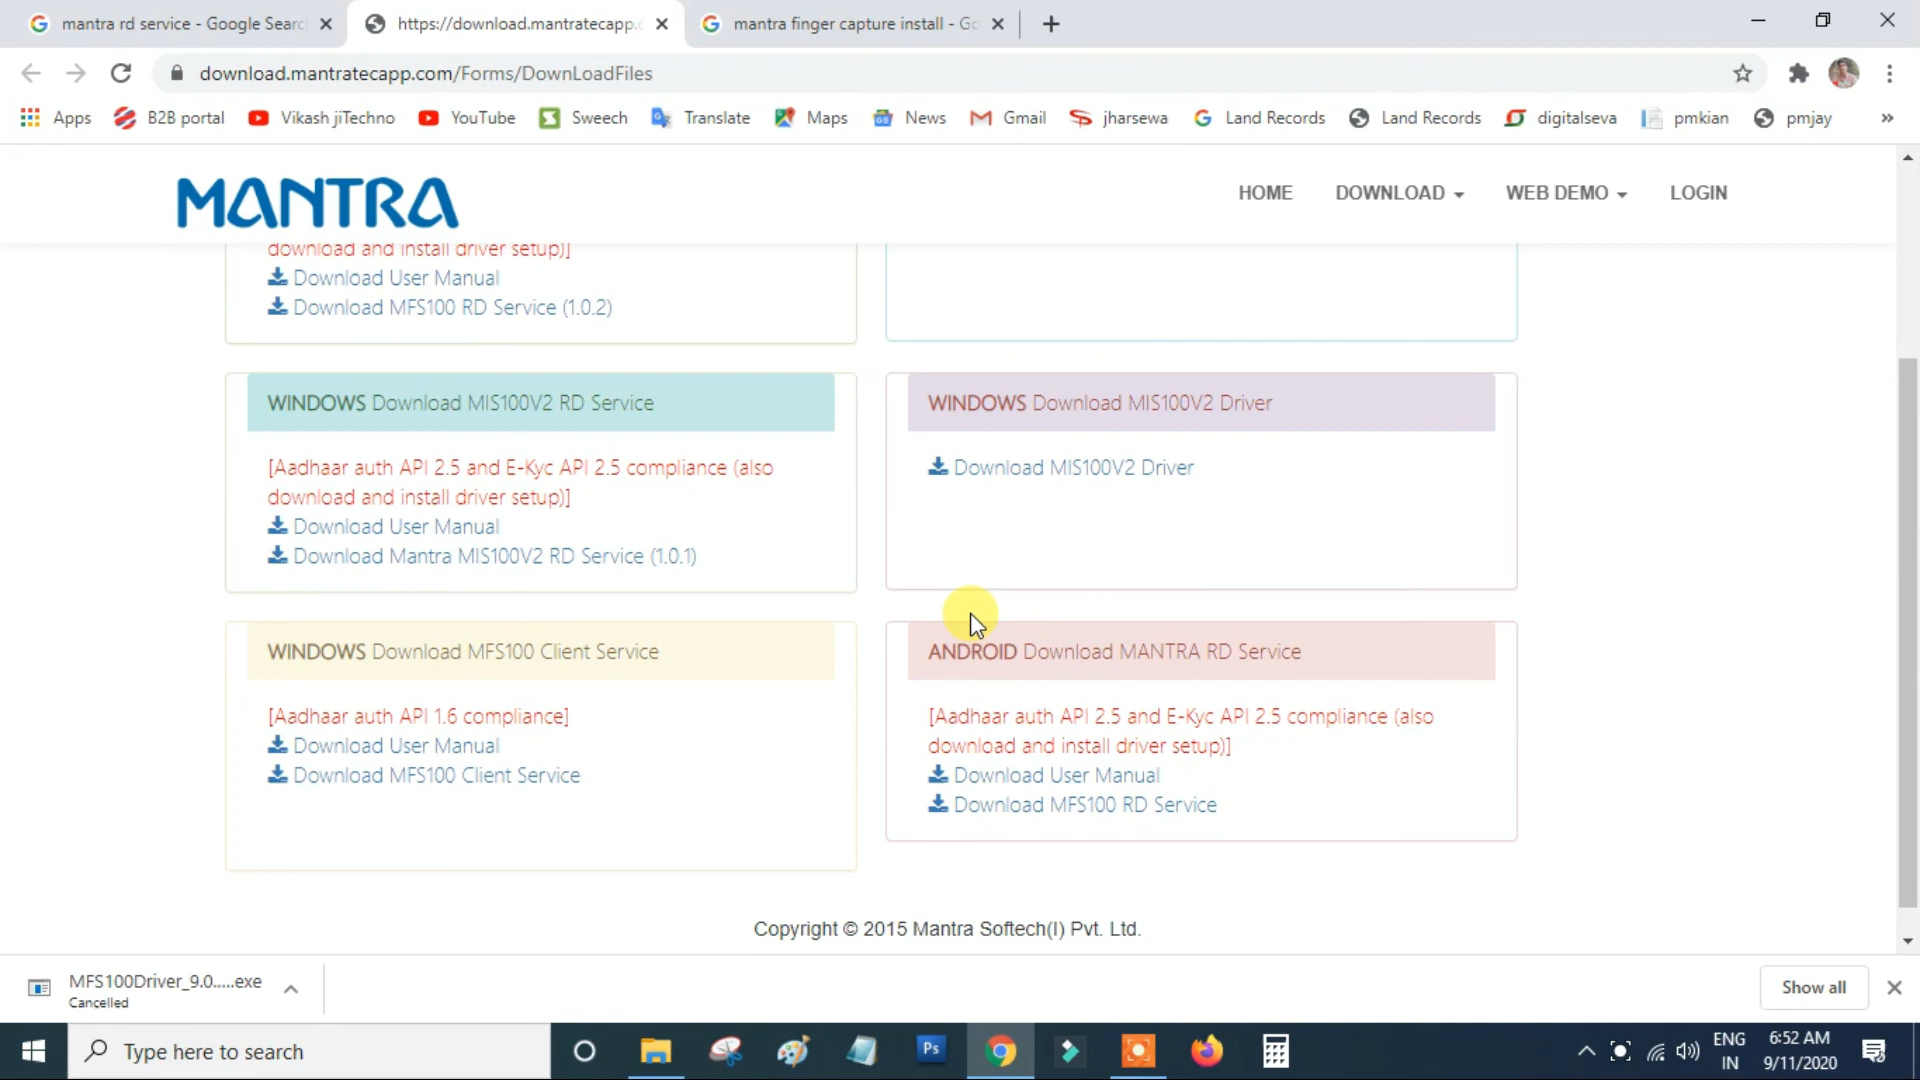 mantra rd service - Google Searc
https://download.mantratecapp.c
mantra finger capture install - Go
download.mantratecapp.com/Forms/DownLoadFiles
Apps
B2B portal
Vikash jiTechno
YouTube
Sweech
Translate
Maps
News
Gmail
jharsewa
Land Records
Land Records
digitalseva
pmkian
pmjay
»
MANTRA
HOME
DOWNLOAD
WEB DEMO
LOGIN
download and install driver setup)]
Download User Manual
Download MFS100 RD Service (1.0.2)
WINDOWS Download MIS100V2 RD Service
[Aadhaar auth API 2.5 and E-Kyc API 2.5 compliance (also
download and install driver setup)]
Download User Manual
Download Mantra MIS100V2 RD Service (1.0.1)
WINDOWS Download MIS100V2 Driver
Download MIS100V2 Driver
WINDOWS Download MFS100 Client Service
[Aadhaar auth API 1.6 compliance]
Download User Manual
Download MFS100 Client Service
ANDROID Download MANTRA RD Service
[Aadhaar auth API 2.5 and E-Kyc API 2.5 compliance (also
download and install driver setup)]
Download User Manual
Download MFS100 RD Service
Copyright © 2015 Mantra Softech(I) Pvt. Ltd.
MFS100Driver_9.0.....exe
Cancelled
Show all
Type here to search
Ps
ENG
IN
6:52 AM
9/11/2020